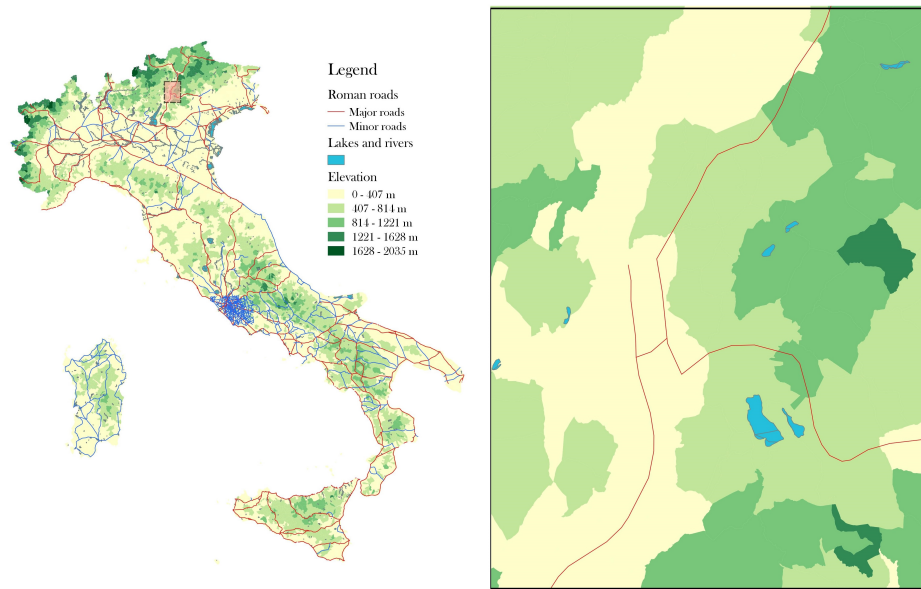 Legend
Roman roads
Major roads
Minor roads
Lakes and rivers
Elevation
0 - 407 m
407 - 814 m
814 - 1221 m
1221 - 1628 m
1628 - 2035 m